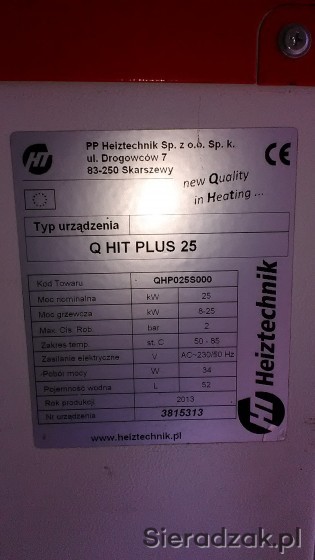 HT
PP Heiztechnik Sp. z o.o. Sp. k.
ul. Drogowców 7
83-250 Skarszewy
CE
new Quality
in Heating ...
Typ urządzenia
Q HIT PLUS 25
Kod Towaru QHP025S000
Moc nominalna kW 25
Moc grzewcza kW 8-25
Max. Ciś. Rob. bar 2
Zakres temp. st. C 50 - 85
Zasilanie elektryczne V AC~230/50 Hz
Pobór mocy W 34
Pojemność wodna L 52
Rok produkcji 2013
Nr urządzenia 3815313
www.heiztechnik.pl
HT Heiztechnik
Sieradzak.pl